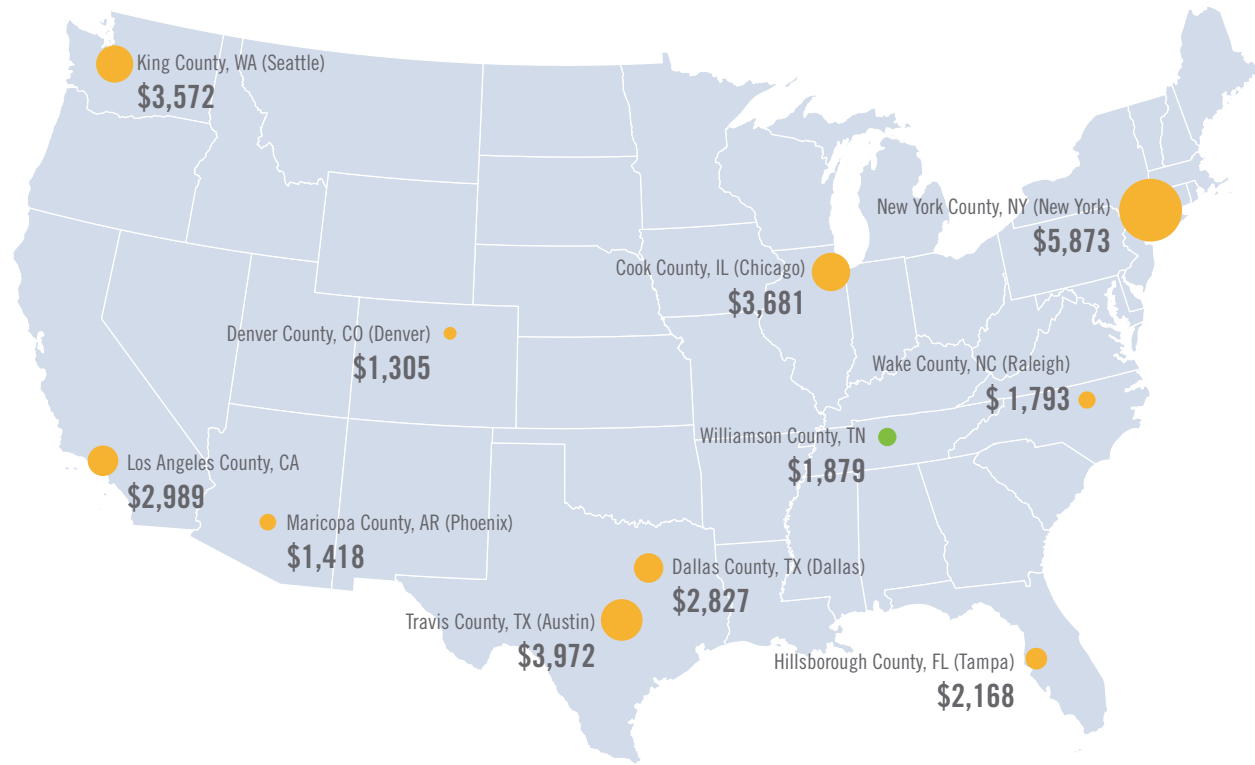 King County, WA (Seattle)
$3,572
New York County, NY (New York)
$5,873
Cook County, IL (Chicago)
$3,681
Denver County, CO (Denver)
$1,305
Wake County, NC (Raleigh)
$ 1,793
Williamson County, TN
$1,879
Los Angeles County, CA
$2,989
Maricopa County, AR (Phoenix)
$1,418
Dallas County, TX (Dallas)
$2,827
Travis County, TX (Austin)
$3,972
Hillsborough County, FL (Tampa)
$2,168